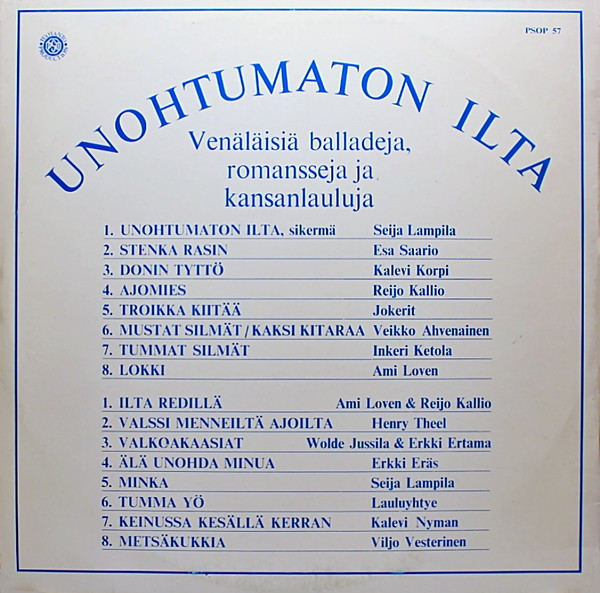 PSOP 57
UNOHTUMATON ILTA
Venäläisiä balladeja,
romansseja ja
kansanlauluja
1. UNOHTUMATON ILTA, sikermä Seija Lampila
2. STENKA RASIN Esa Saario
3. DONIN TYTTÖ Kalevi Korpi
4. AJOMIES Reijo Kallio
5. TROIKKA KIITÄÄ Jokerit
6. MUSTAT SILMÄT / KAKSI KITARAA Veikko Ahvenainen
7. TUMMAT SILMÄT Inkeri Ketola
8. LOKKI Ami Loven
1. ILTA REDILLÄ Ami Loven & Reijo Kallio
2. VALSSI MENNEILTÄ AJOILTA Henry Theel
3. VALKOAKAASIAT Wolde Jussila & Erkki Ertama
4. ÄLÄ UNOHDA MINUA Erkki Eräs
5. MINKA Seija Lampila
6. TUMMA YÖ Lauluyhtye
7. KEINUSSA KESÄLLÄ KERRAN Kalevi Nyman
8. METSÄKUKKIA Viljo Vesterinen